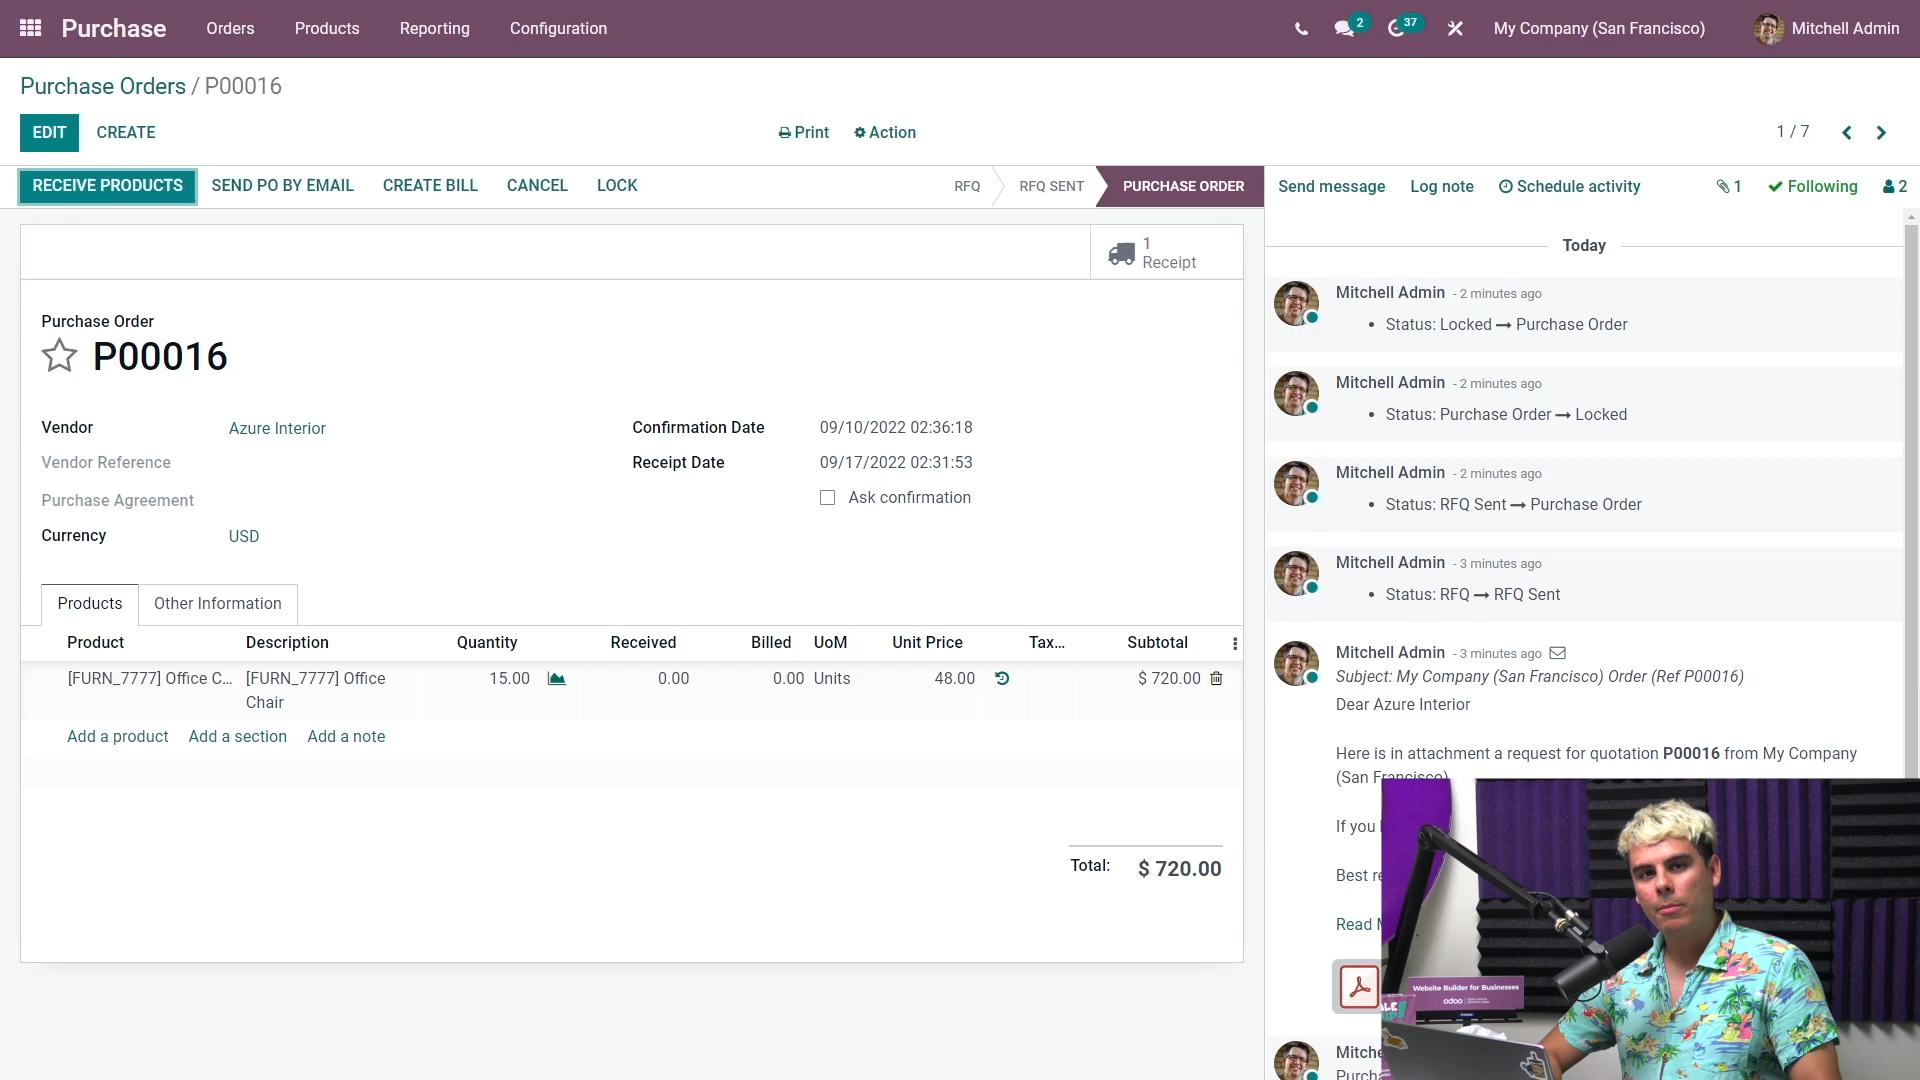 Purchase Orders Products Reporting Configuration 2 37 My Company (San Francisco) Mitchell Admin
Purchase Orders / P00016
EDIT CREATE Print Action 1 / 7
RECEIVE PRODUCTS SEND PO BY EMAIL CREATE BILL CANCEL LOCK RFQ RFQ SENT PURCHASE ORDER
Send message Log note Schedule activity 1 Following 2
1
Receipt
Purchase Order
P00016
Vendor Azure Interior
Vendor Reference
Purchase Agreement
Currency USD
Confirmation Date 09/10/2022 02:36:18
Receipt Date 09/17/2022 02:31:53
Ask confirmation
Products Other Information
Product Description Quantity Received Billed UoM Unit Price Tax... Subtotal
[FURN_7777] Office C... [FURN_7777] Office 15.00 0.00 0.00 Units 48.00 $ 720.00
Chair
Add a product Add a section Add a note
Total: $ 720.00
Today
Mitchell Admin - 2 minutes ago
• Status: Locked → Purchase Order
Mitchell Admin - 2 minutes ago
• Status: Purchase Order → Locked
Mitchell Admin - 2 minutes ago
• Status: RFQ Sent → Purchase Order
Mitchell Admin - 3 minutes ago
• Status: RFQ → RFQ Sent
Mitchell Admin - 3 minutes ago
Subject: My Company (San Francisco) Order (Ref P00016)
Dear Azure Interior
Here is in attachment a request for quotation P00016 from My Company
(San Francisco)
If you
Best
Read
Website Builder for Businesses
odoo